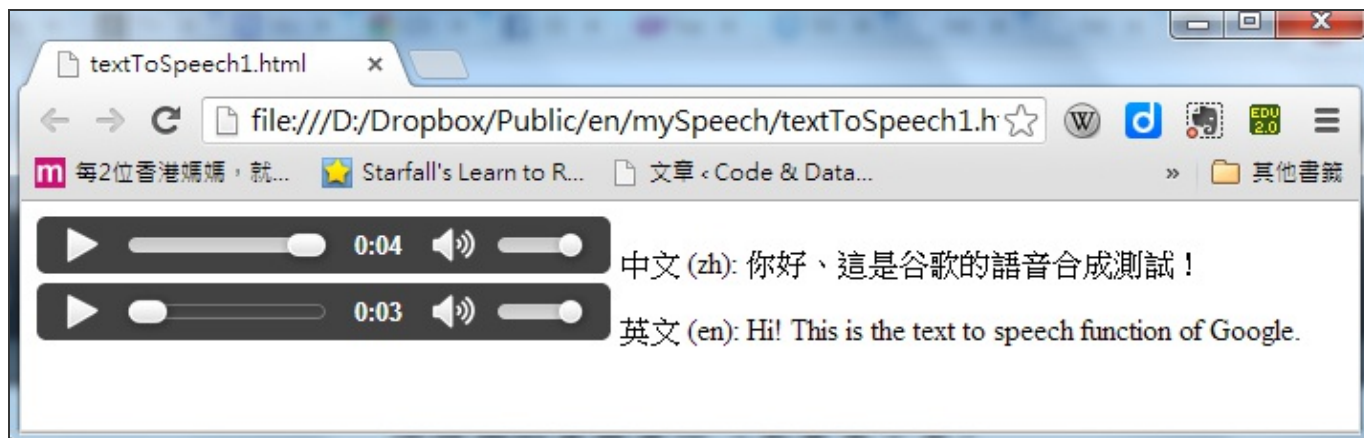 textToSpeech1.html
file:///D:/Dropbox/Public/en/mySpeech/textToSpeech1.h
W
EDU 2.0
m 每2位香港媽媽，就... Starfall's Learn to R... 文章 ‹ Code & Data... » 其他書籤
0:04 中文 (zh): 你好、這是谷歌的語音合成測試！
0:03 英文 (en): Hi! This is the text to speech function of Google.